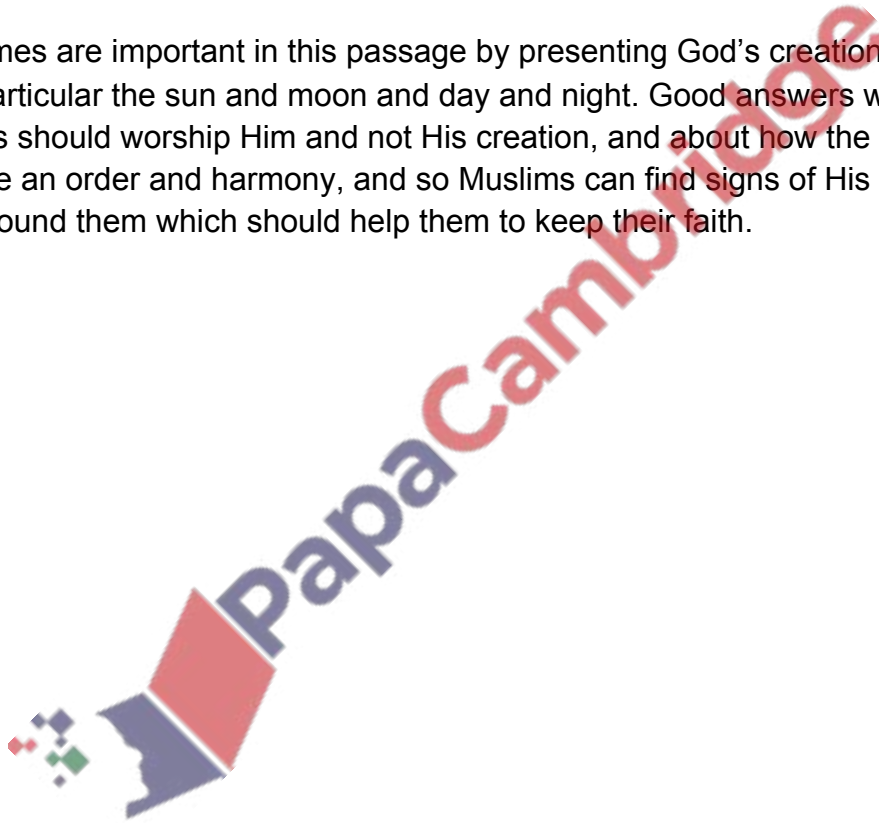 mes are important in this passage by presenting God’s creation
articular the sun and moon and day and night. Good answers w
s should worship Him and not His creation, and about how the
e an order and harmony, and so Muslims can find signs of His
ound them which should help them to keep their faith.
PapaCambridge